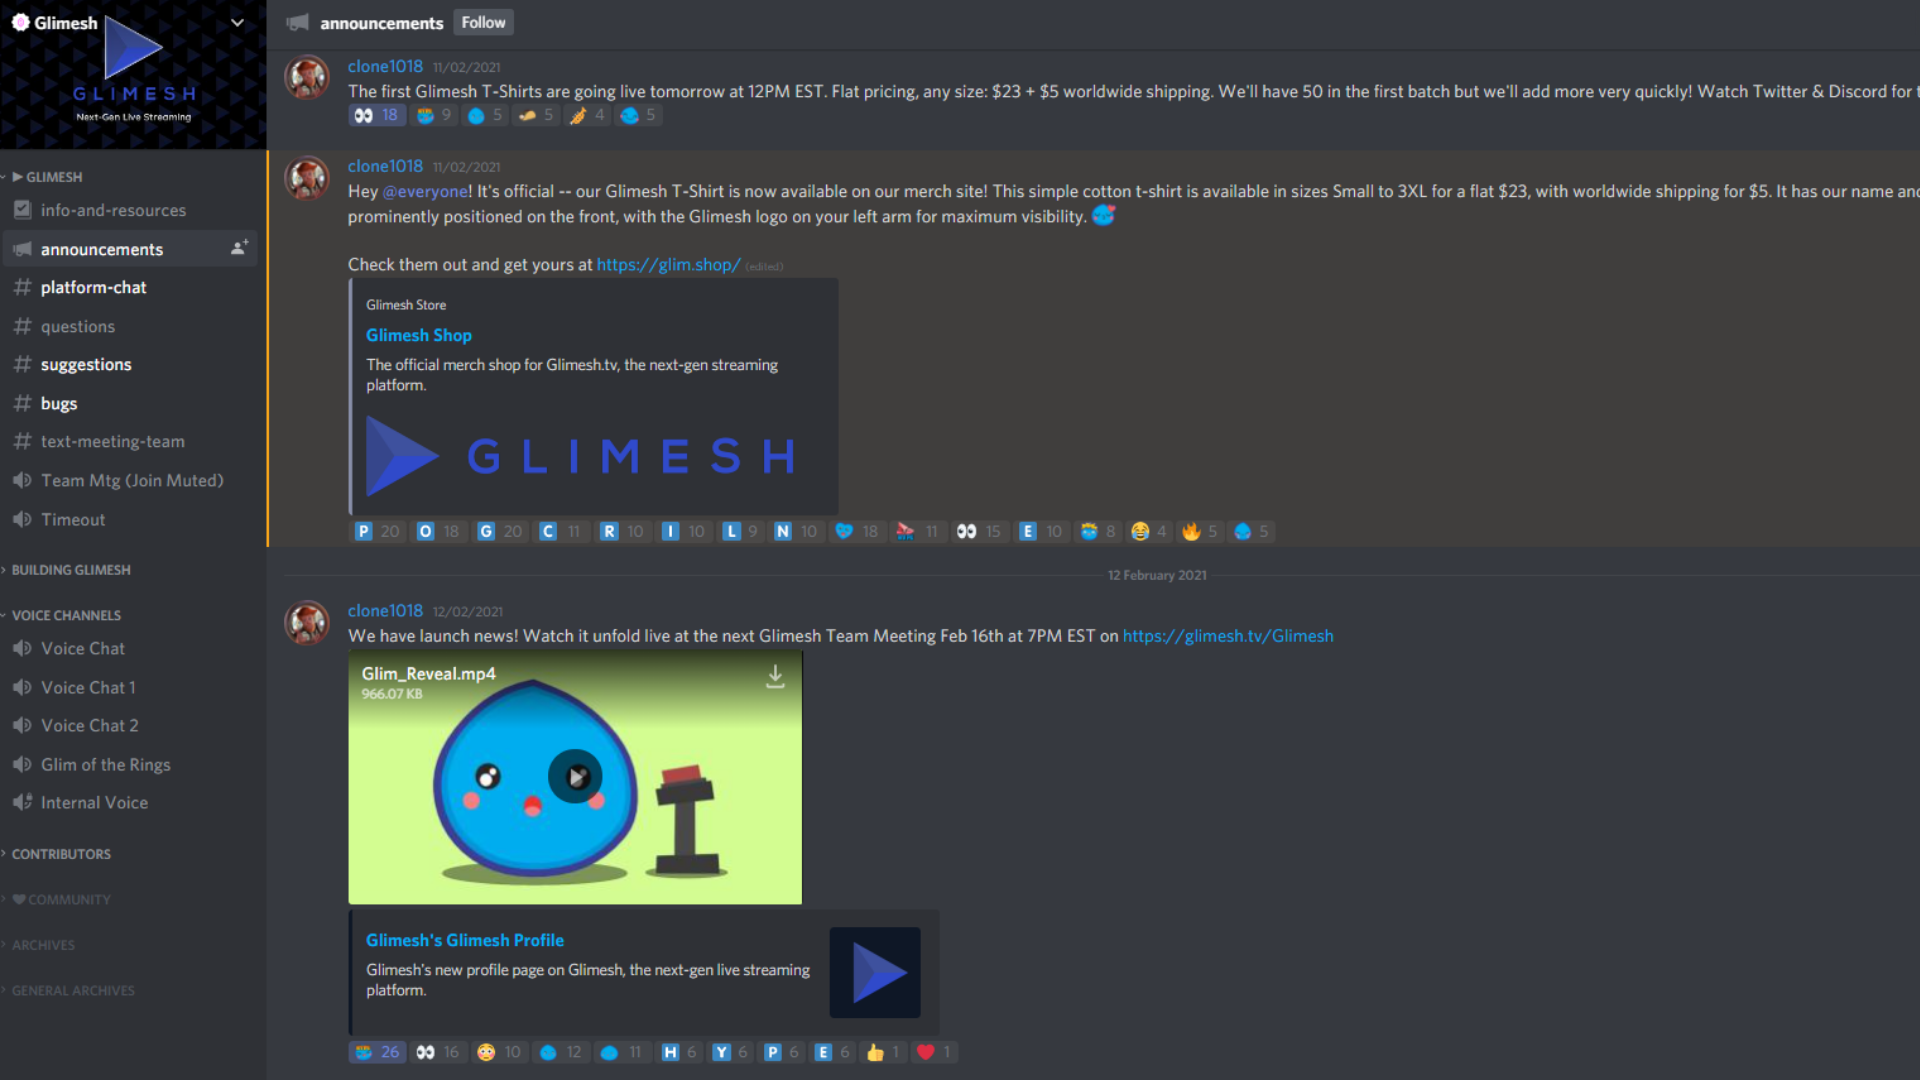 Glimesh
GLIMESH
Next-Gen Live Streaming
GLIMESH
info-and-resources
announcements
platform-chat
questions
suggestions
bugs
text-meeting-team
Team Mtg (Join Muted)
Timeout
BUILDING GLIMESH
VOICE CHANNELS
Voice Chat
Voice Chat 1
Voice Chat 2
Glim of the Rings
Internal Voice
CONTRIBUTORS
COMMUNITY
ARCHIVES
GENERAL ARCHIVES
announcements Follow
clone1018 11/02/2021
The first Glimesh T-Shirts are going live tomorrow at 12PM EST. Flat pricing, any size: $23 + $5 worldwide shipping. We'll have 50 in the first batch but we'll add more very quickly! Watch Twitter & Discord for
18 9 5 5 4 5
clone1018 11/02/2021
Hey @everyone! It's official -- our Glimesh T-Shirt is now available on our merch site! This simple cotton t-shirt is available in sizes Small to 3XL for a flat $23, with worldwide shipping for $5. It has our name
prominently positioned on the front, with the Glimesh logo on your left arm for maximum visibility.
Check them out and get yours at https://glim.shop/ (edited)
Glimesh Store
Glimesh Shop
The official merch shop for Glimesh.tv, the next-gen streaming
platform.
GLIMESH
P 20 O 18 G 20 C 11 R 10 I 10 L 9 N 10 18 11 15 E 10 8 4 5 5
12 February 2021
clone1018 12/02/2021
We have launch news! Watch it unfold live at the next Glimesh Team Meeting Feb 16th at 7PM EST on https://glimesh.tv/Glimesh
Glim_Reveal.mp4
966.07 KB
Glimesh's Glimesh Profile
Glimesh's new profile page on Glimesh, the next-gen live streaming
platform.
26 16 10 12 11 H 6 Y 6 P 6 E 6 1 1